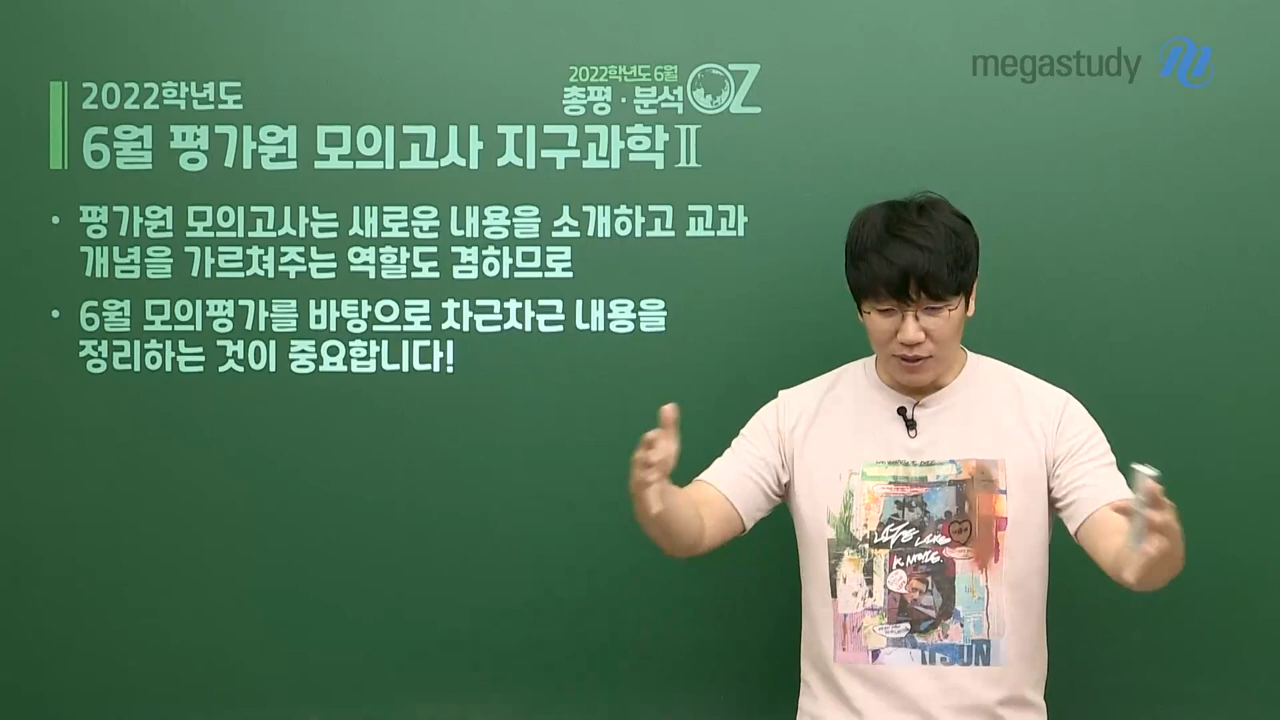 megastudy
2022학년도 6월
총평·분석 OZ
2022학년도
6월 평가원 모의고사 지구과학Ⅱ
• 평가원 모의고사는 새로운 내용을 소개하고 교과
개념을 가르쳐주는 역할도 겸하므로
• 6월 모의평가를 바탕으로 차근차근 내용을
정리하는 것이 중요합니다!
LIFE LIKE